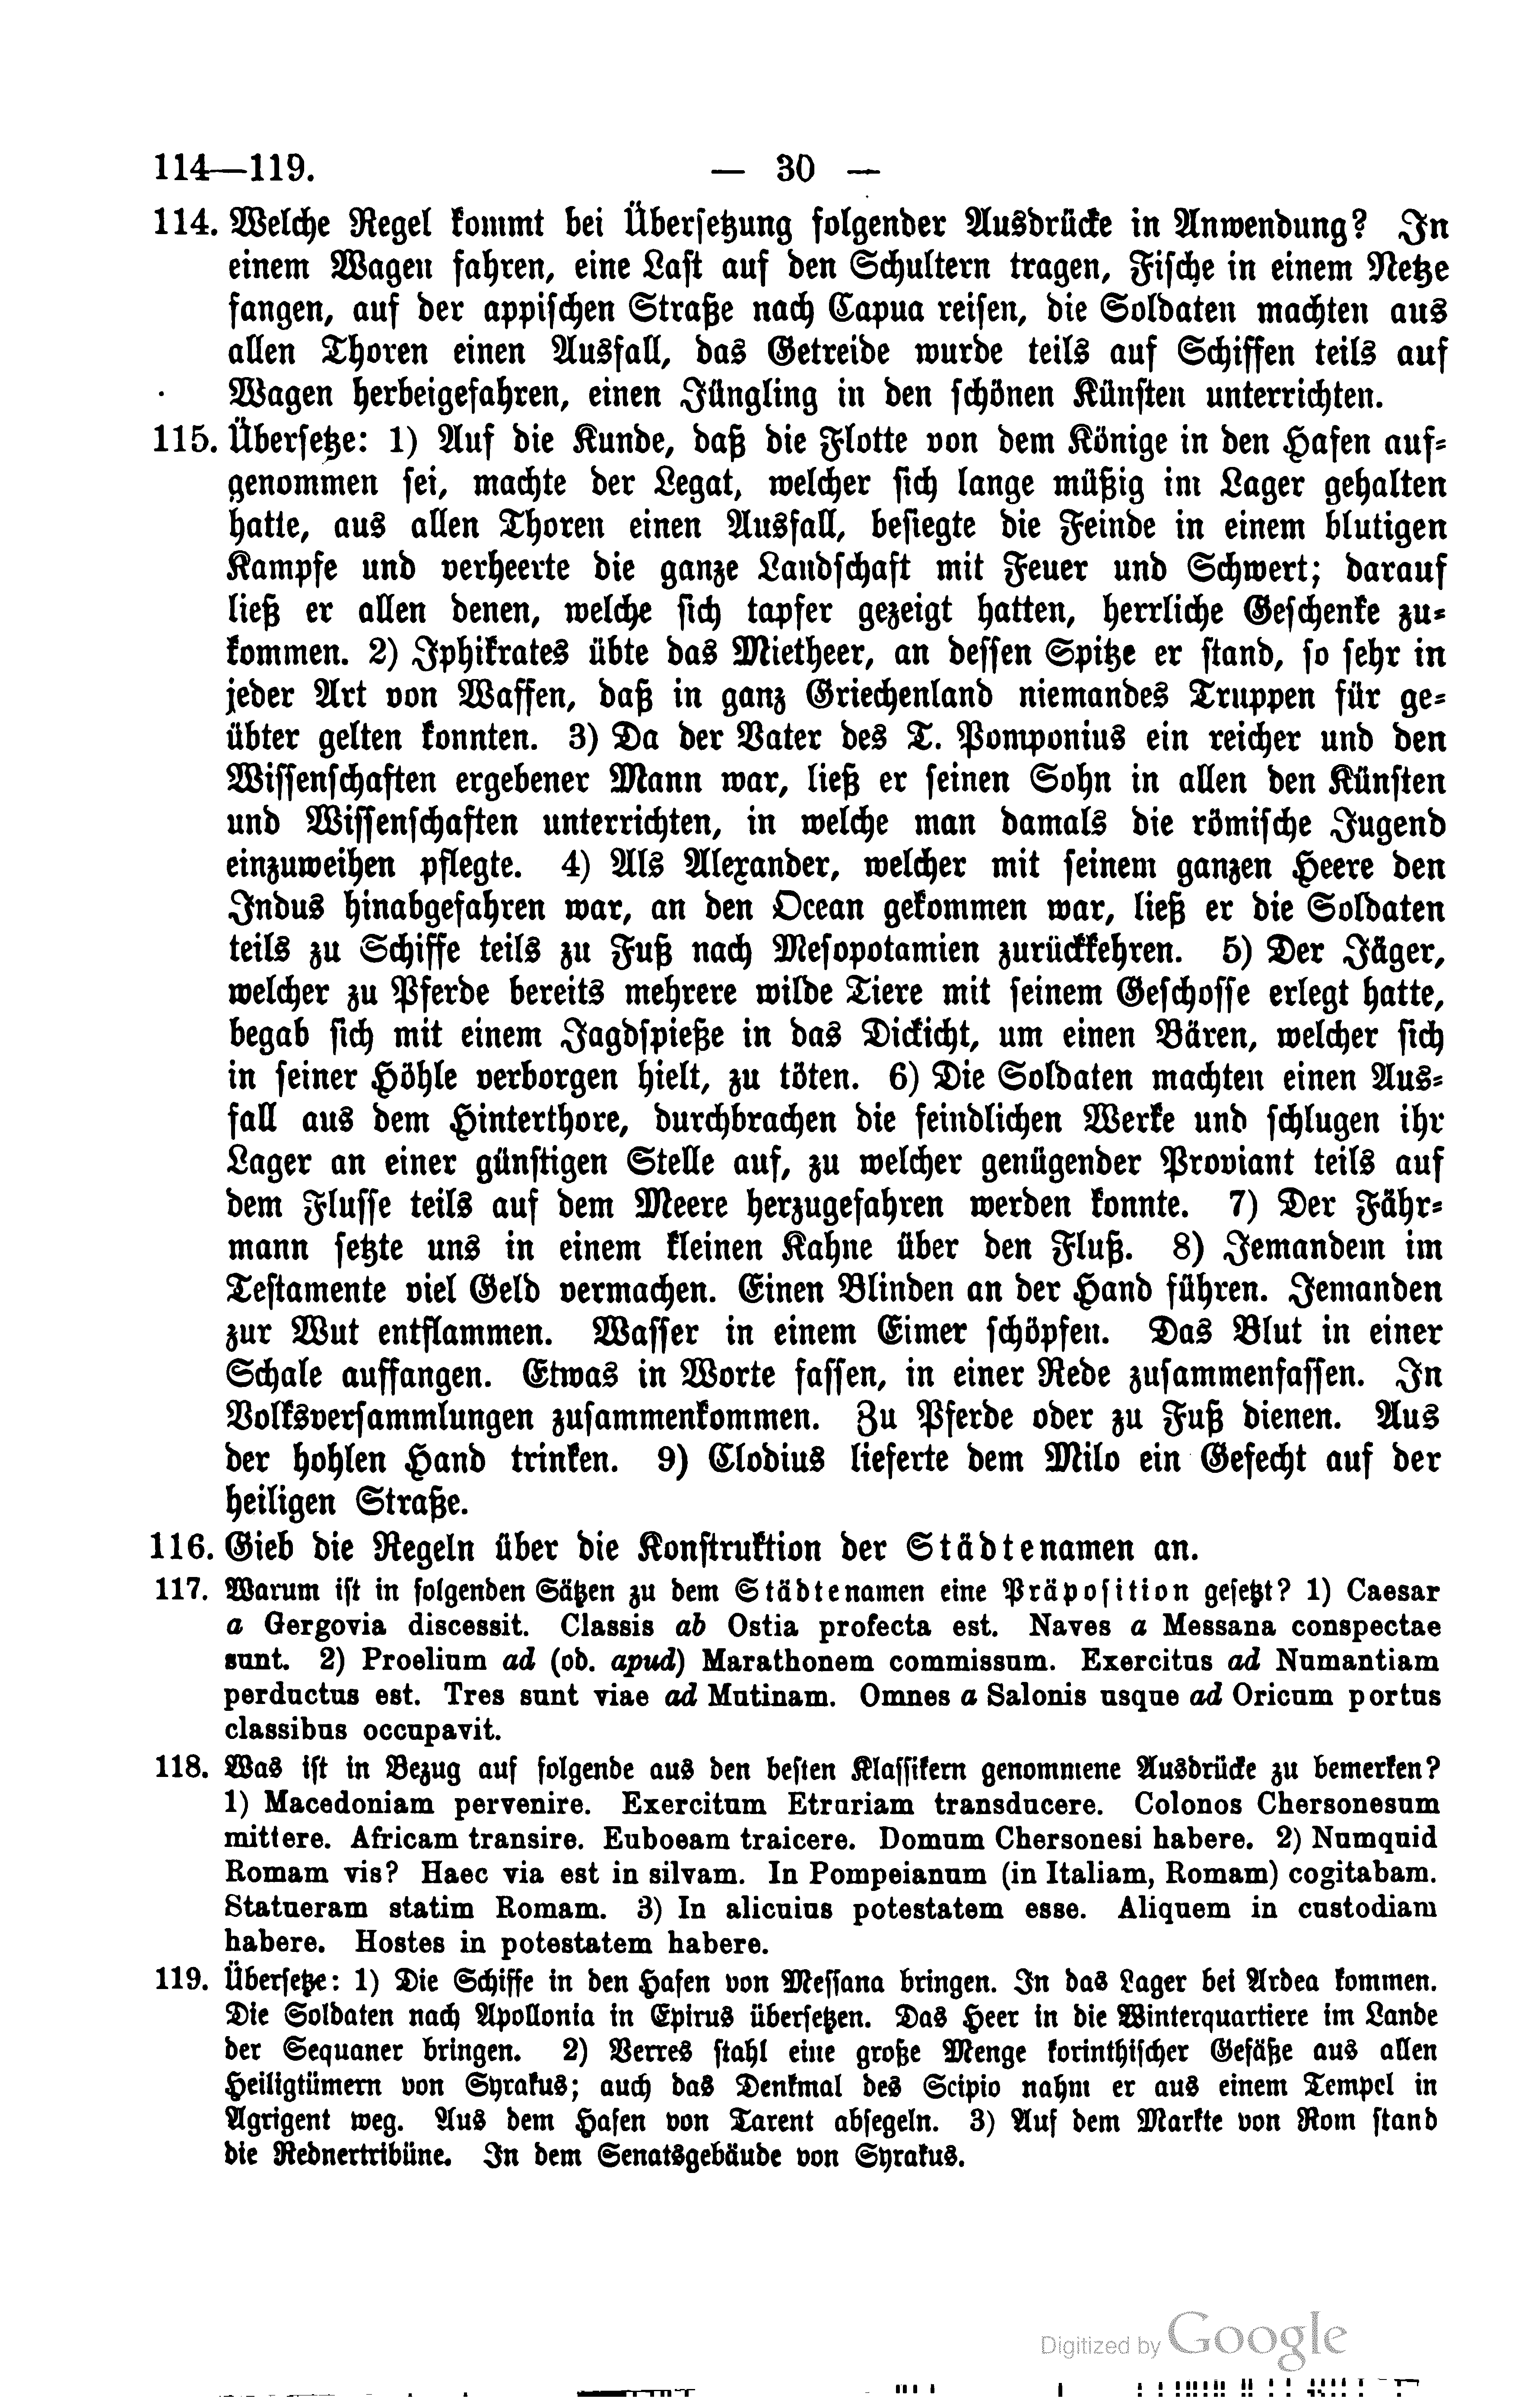 114—119.
— 30 —
114. Welche Regel kommt bei Übersetzung folgender Ausdrücke in Anwendung? In
einem Wagen fahren, eine Last auf den Schultern tragen, Fische in einem Netze
fangen, auf der appischen Straße nach Capua reisen, die Soldaten machten aus
allen Thoren einen Ausfall, das Getreide wurde teils auf Schiffen teils auf
Wagen herbeigefahren, einen Jüngling in den schönen Künsten unterrichten.
115. Übersetze: 1) Auf die Kunde, daß die Flotte von dem Könige in den Hafen auf-
genommen sei, machte der Legat, welcher sich lange müßig im Lager gehalten
hatte, aus allen Thoren einen Ausfall, besiegte die Feinde in einem blutigen
Kampfe und verheerte die ganze Landschaft mit Feuer und Schwert; darauf
ließ er allen denen, welche sich tapfer gezeigt hatten, herrliche Geschenke zu-
kommen. 2) Iphikrates übte das Mietheer, an dessen Spitze er stand, so sehr in
jeder Art von Waffen, daß in ganz Griechenland niemandes Truppen für ge-
übter gelten konnten. 3) Da der Vater des T. Pomponius ein reicher und den
Wissenschaften ergebener Mann war, ließ er seinen Sohn in allen den Künsten
und Wissenschaften unterrichten, in welche man damals die römische Jugend
einzuweihen pflegte. 4) Als Alexander, welcher mit seinem ganzen Heere den
Indus hinabgefahren war, an den Ocean gekommen war, ließ er die Soldaten
teils zu Schiffe teils zu Fuß nach Mesopotamien zurückkehren. 5) Der Jäger,
welcher zu Pferde bereits mehrere wilde Tiere mit seinem Geschosse erlegt hatte,
begab sich mit einem Jagdspieße in das Dickicht, um einen Bären, welcher sich
in seiner Höhle verborgen hielt, zu töten. 6) Die Soldaten machten einen Aus-
fall aus dem Hinterthore, durchbrachen die feindlichen Werke und schlugen ihr
Lager an einer günstigen Stelle auf, zu welcher genügender Proviant teils auf
dem Flusse teils auf dem Meere herzugefahren werden konnte. 7) Der Fähr-
mann setzte uns in einem kleinen Kahne über den Fluß. 8) Jemandem im
Testamente viel Geld vermachen. Einen Blinden an der Hand führen. Jemanden
zur Wut entflammen. Wasser in einem Eimer schöpfen. Das Blut in einer
Schale auffangen. Etwas in Worte fassen, in einer Rede zusammenfassen. In
Volksversammlungen zusammenkommen. Zu Pferde oder zu Fuß dienen. Aus
der hohlen Hand trinken. 9) Clodius lieferte dem Milo ein Gefecht auf der
heiligen Straße.
116. Gieb die Regeln über die Konstruktion der Städtenamen an.
117. Warum ist in folgenden Sätzen zu dem Städtenamen eine Präposition gesetzt? 1) Caesar
a Gergovia discessit. Classis ab Ostia profecta est. Naves a Messana conspectae
sunt. 2) Proelium ad (od. apud) Marathonem commissum. Exercitus ad Numantiam
perductus est. Tres sunt viae ad Mutinam. Omnes a Salonis usque ad Oricum portus
classibus occupavit.
118. Was ist in Bezug auf folgende aus den besten Klassikern genommene Ausdrücke zu bemerken?
1) Macedoniam pervenire. Exercitum Etruriam transducere. Colonos Chersonesum
mittere. Africam transire. Euboeam traicere. Domum Chersonesi habere. 2) Numquid
Romam vis? Haec via est in silvam. In Pompeianum (in Italiam, Romam) cogitabam.
Statueram statim Romam. 3) In alicuius potestatem esse. Aliquem in custodiam
habere. Hostes in potestatem habere.
119. Übersetze: 1) Die Schiffe in den Hafen von Messana bringen. In das Lager bei Ardea kommen.
Die Soldaten nach Apollonia in Epirus übersetzen. Das Heer in die Winterquartiere im Lande
der Sequaner bringen. 2) Verres stahl eine große Menge korinthischer Gefäße aus allen
Heiligtümern von Syrakus; auch das Denkmal des Scipio nahm er aus einem Tempel in
Agrigent weg. Aus dem Hafen von Tarent absegeln. 3) Auf dem Markte von Rom stand
die Rednertribüne. In dem Senatsgebäude von Syrakus.
Digitized by Google